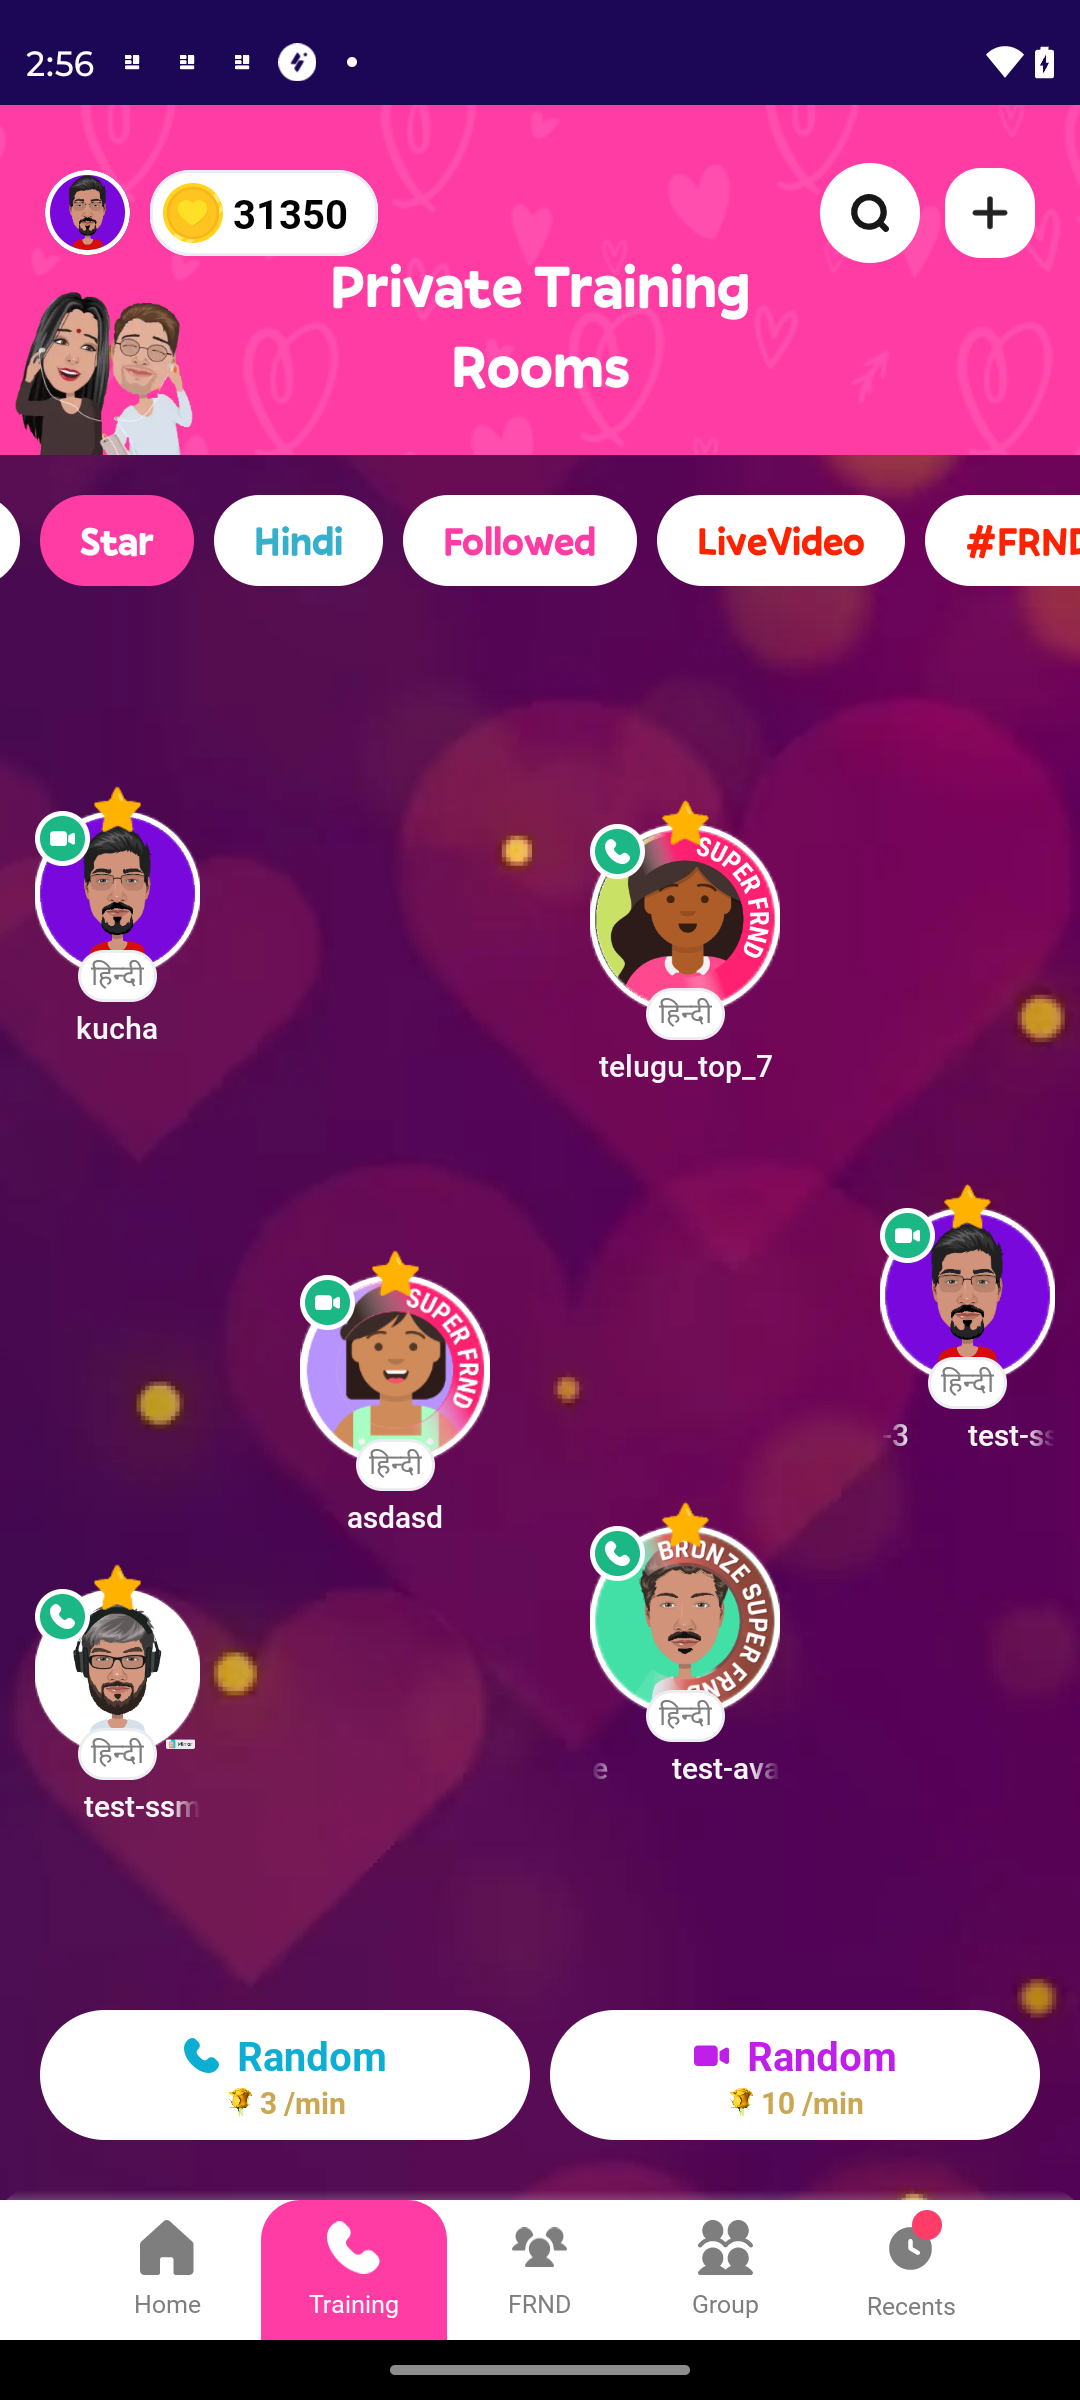 2:56
31350
Private Training
Rooms
Star
Hindi
Followed
LiveVideo
#FRND
SUPER FRND
हिन्दी
kucha
हिन्दी
telugu_top_7
SUPER FRND
हिन्दी
-3 test-ss
हिन्दी
asdasd
BRONZE SUPER FRND
हिन्दी
e test-ava
हिन्दी
test-ssm
Random
3 /min
Random
10 /min
Home
Training
FRND
Group
Recents